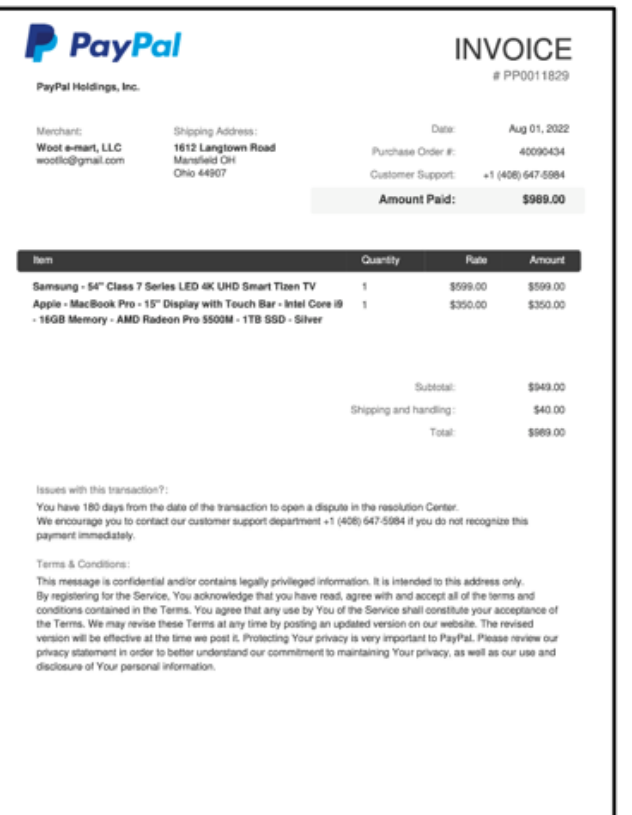 PayPal
INVOICE
# PP0011829
PayPal Holdings, Inc.
Merchant:
Woot e-mart, LLC
wootllc@gmail.com
Shipping Address:
1612 Langtown Road
Mansfield OH
Ohio 44907
Date: Aug 01, 2022
Purchase Order #: 40090434
Customer Support: +1 (408) 647-5984
Amount Paid: $989.00
Item Quantity Rate Amount
Samsung - 54" Class 7 Series LED 4K UHD Smart Tizen TV 1 $599.00 $599.00
Apple - MacBook Pro - 15" Display with Touch Bar - Intel Core i9 1 $350.00 $350.00
- 16GB Memory - AMD Radeon Pro 5500M - 1TB SSD - Silver
Subtotal: $949.00
Shipping and handling: $40.00
Total: $989.00
Issues with this transaction?:
You have 180 days from the date of the transaction to open a dispute in the resolution Center.
We encourage you to contact our customer support department +1 (408) 647-5984 if you do not recognize this
payment immediately.
Terms & Conditions:
This message is confidential and/or contains legally privileged information. It is intended to this address only.
By registering for the Service, You acknowledge that you have read, agree with and accept all of the terms and
conditions contained in the Terms. You agree that any use by You of the Service shall constitute your acceptance of
the Terms. We may revise these Terms at any time by posting an updated version on our website. The revised
version will be effective at the time we post it. Protecting Your privacy is very important to PayPal. Please review our
privacy statement in order to better understand our commitment to maintaining Your privacy, as well as our use and
disclosure of Your personal information.